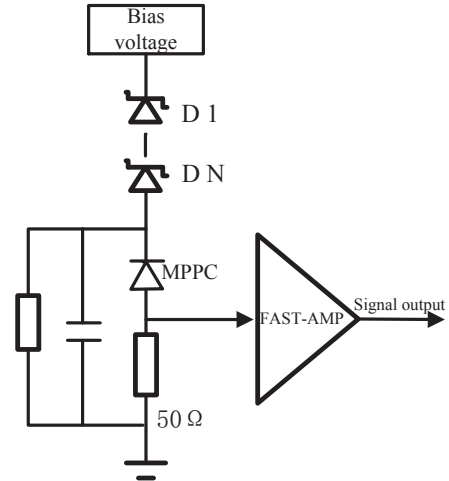 Bias
voltage
D 1
D N
MPPC
FAST-AMP
Signal output
50 Ω